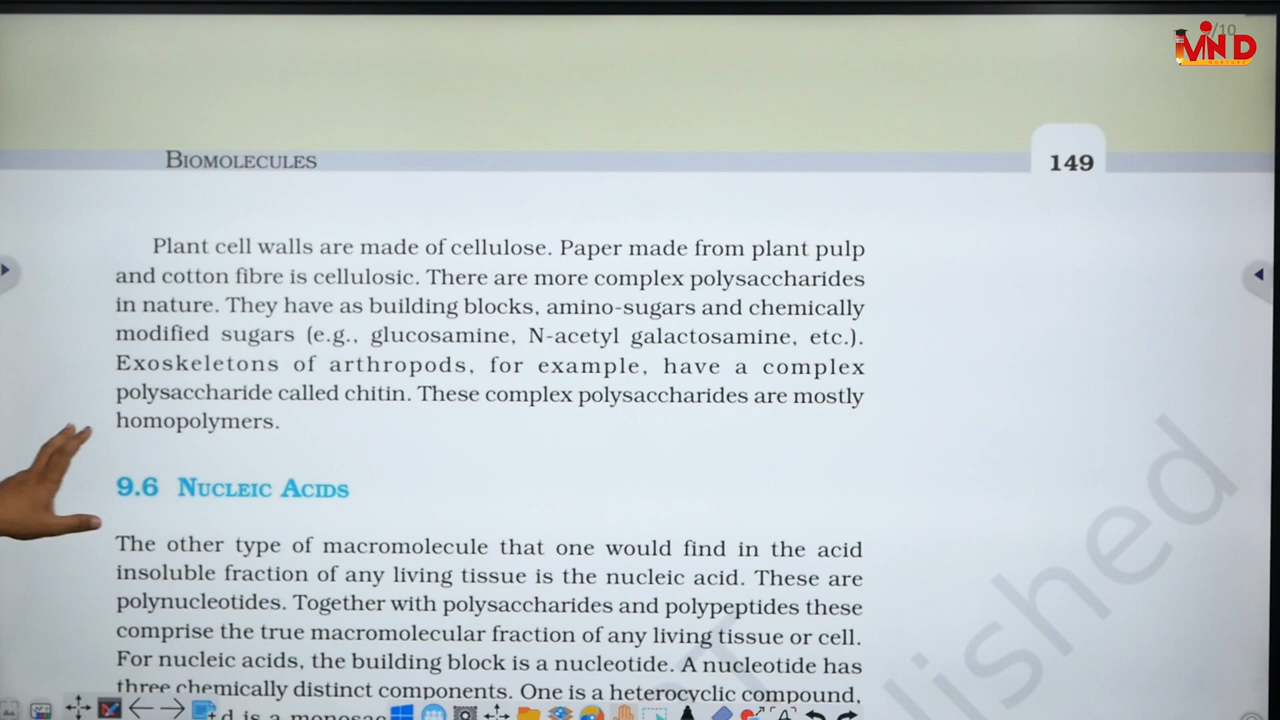 /10
MIND
BIOMOLECULES
149
Plant cell walls are made of cellulose. Paper made from plant pulp
and cotton fibre is cellulosic. There are more complex polysaccharides
in nature. They have as building blocks, amino-sugars and chemically
modified sugars (e.g., glucosamine, N-acetyl galactosamine, etc.).
Exoskeletons of arthropods, for example, have a complex
polysaccharide called chitin. These complex polysaccharides are mostly
homopolymers.
9.6 NUCLEIC ACIDS
The other type of macromolecule that one would find in the acid
insoluble fraction of any living tissue is the nucleic acid. These are
polynucleotides. Together with polysaccharides and polypeptides these
comprise the true macromolecular fraction of any living tissue or cell.
For nucleic acids, the building block is a nucleotide. A nucleotide has
three chemically distinct components. One is a heterocyclic compound,
d is a monosac
lished